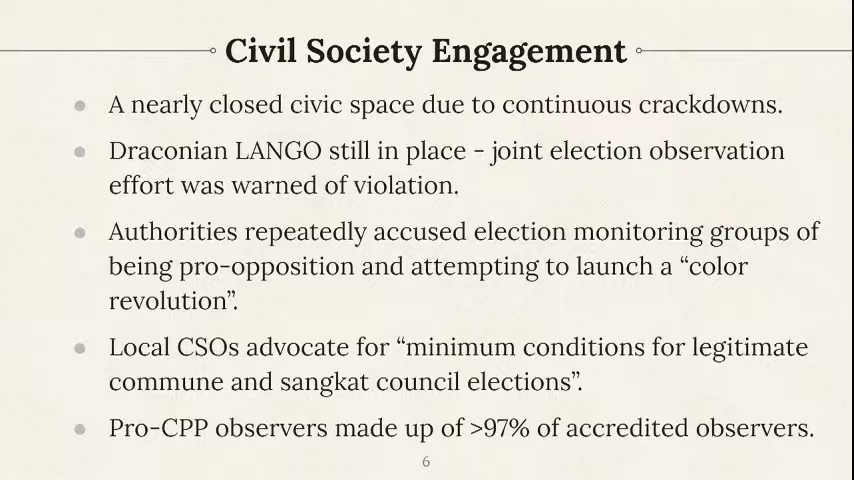 Civil Society Engagement
● A nearly closed civic space due to continuous crackdowns.
● Draconian LANGO still in place - joint election observation
effort was warned of violation.
● Authorities repeatedly accused election monitoring groups of
being pro-opposition and attempting to launch a “color
revolution”.
● Local CSOs advocate for “minimum conditions for legitimate
commune and sangkat council elections”.
● Pro-CPP observers made up of >97% of accredited observers.
6